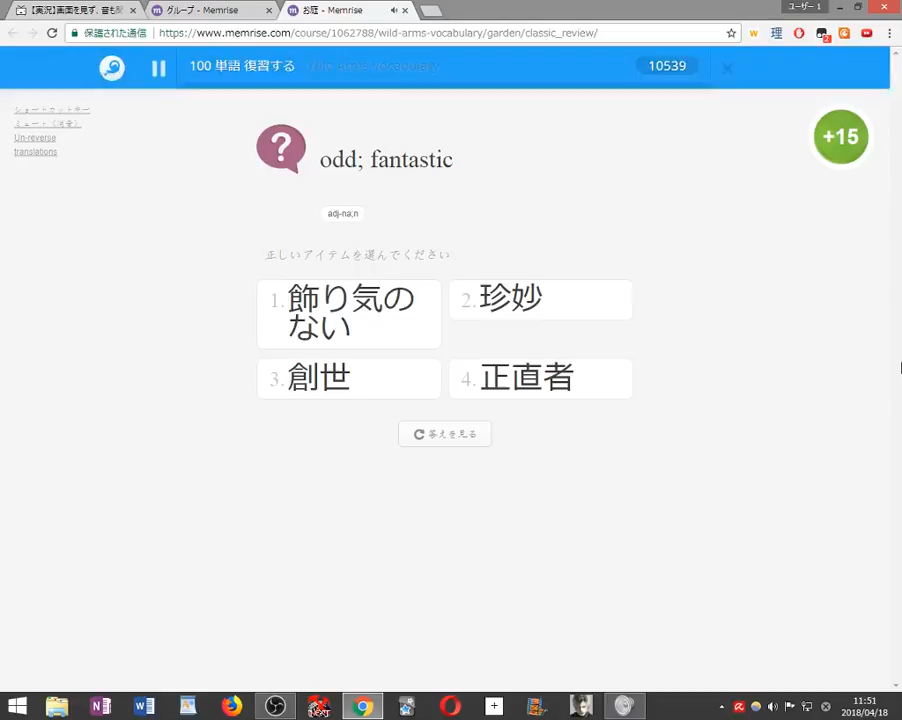 【実況】画面を見ず、音も聞
グループ - Memrise
お庭 - Memrise
ユーザー 1
保護された通信
https://www.memrise.com/course/1062788/wild-arms-vocabulary/garden/classic_review/
100 単語 復習する
Wild Arms Vocabulary
10539
ショートカットキー
ミュート (消音)
Un-reverse
translations
+15
odd; fantastic
adj-na;n
正しいアイテムを選んでください
1. 飾り気の
ない
2. 珍妙
3. 創世
4. 正直者
答えを見る
11:51
2018/04/18